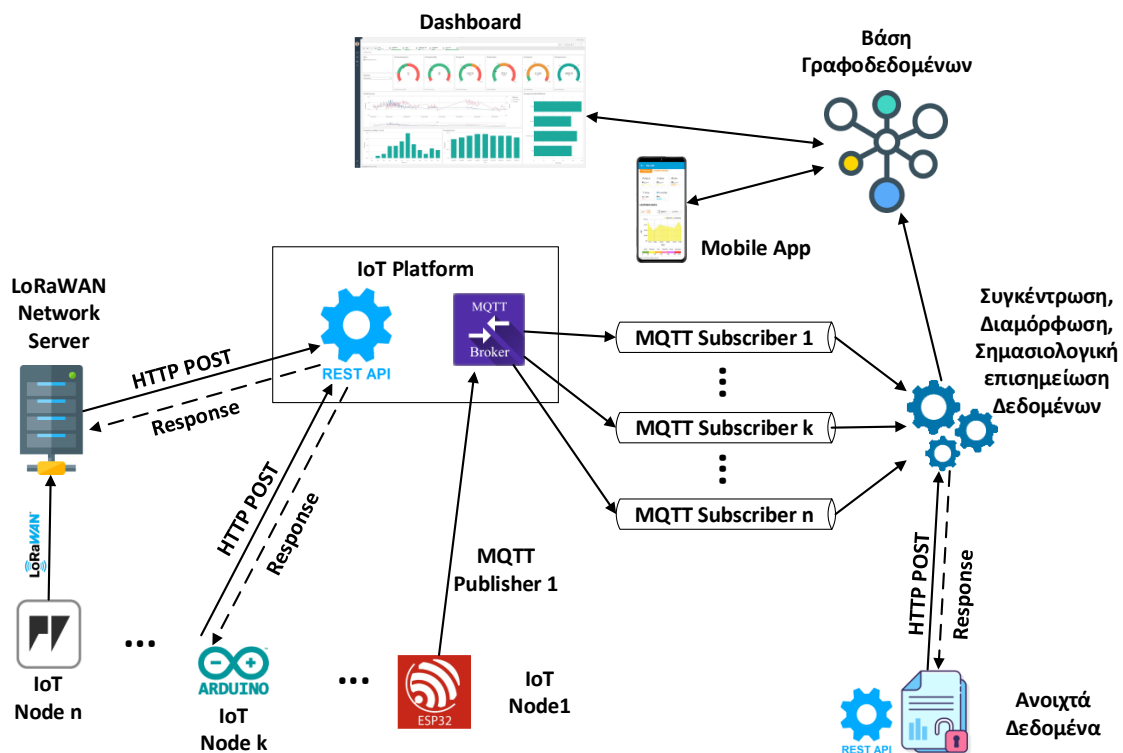 Dashboard
Βάση
Γραφοδεδομένων
Mobile App
IoT Platform
MQTT
Broker
REST API
LoRaWAN
Network
Server
HTTP POST
Response
HTTP POST
Response
MQTT
Publisher 1
MQTT Subscriber 1
MQTT Subscriber k
MQTT Subscriber n
Συγκέντρωση,
Διαμόρφωση,
Σημασιολογική
επισημείωση
Δεδομένων
HTTP POST
Response
LoRaWAN
IoT
Node n
...
ARDUINO
IoT
Node k
...
ESP32
IoT
Node1
REST API
Ανοιχτά
Δεδομένα